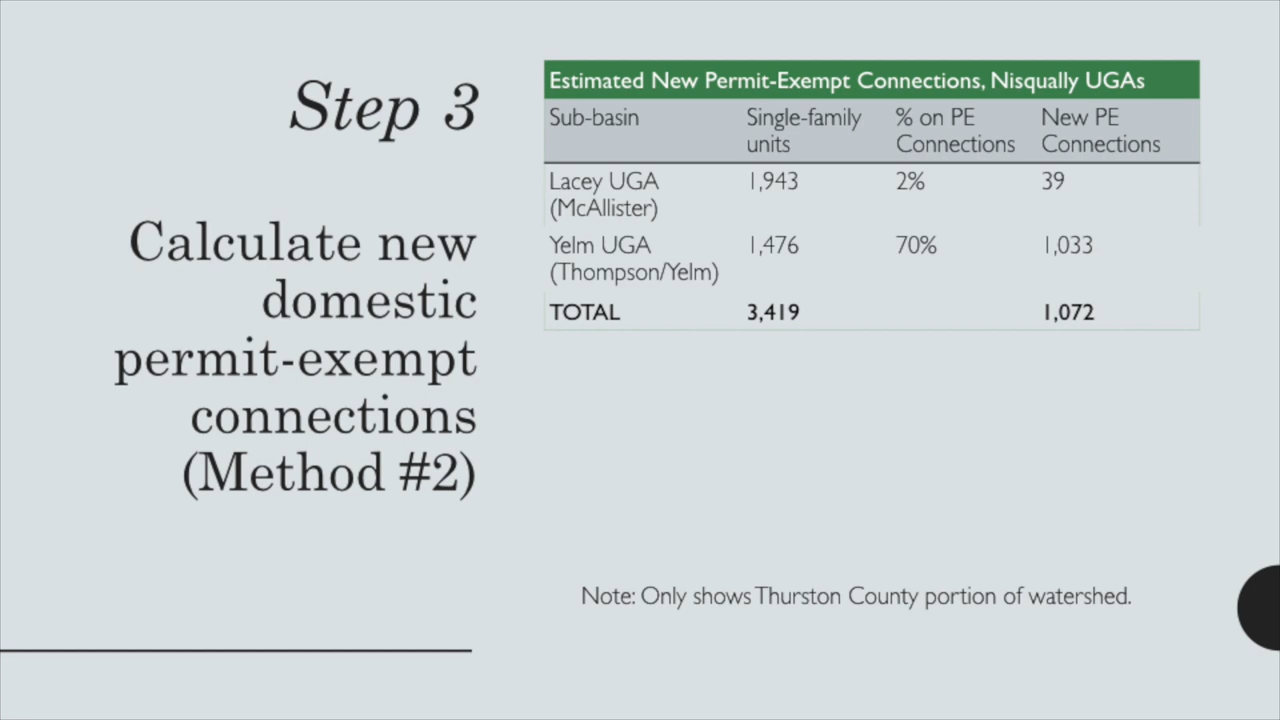 Step 3
Calculate new
domestic
permit-exempt
connections
(Method #2)
Estimated New Permit-Exempt Connections, Nisqually UGAs
Sub-basin Single-family units % on PE Connections New PE Connections
Lacey UGA (McAllister) 1,943 2% 39
Yelm UGA (Thompson/Yelm) 1,476 70% 1,033
TOTAL 3,419 1,072
Note: Only shows Thurston County portion of watershed.